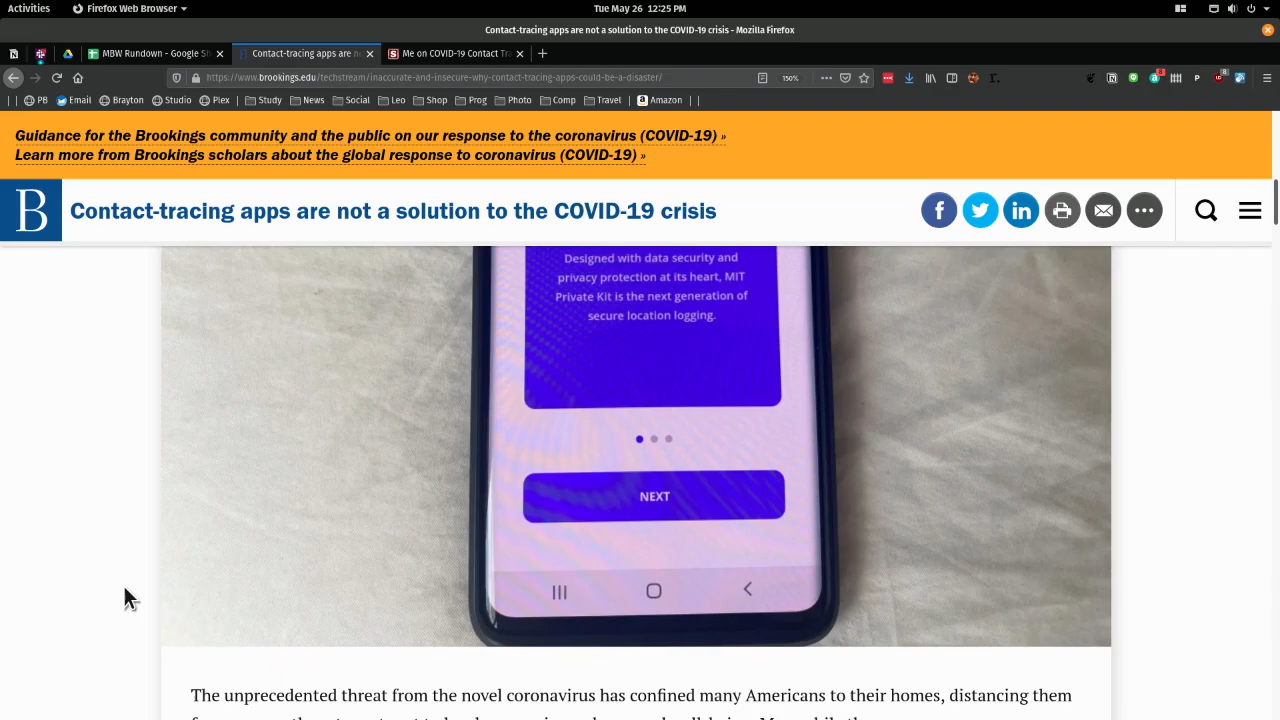 Activities
Firefox Web Browser
Tue May 26 12:25 PM
Contact-tracing apps are not a solution to the COVID-19 crisis - Mozilla Firefox
MBW Rundown - Google Sh
Contact-tracing apps are n
Me on COVID-19 Contact Tra
https://www.brookings.edu/techstream/inaccurate-and-insecure-why-contact-tracing-apps-could-be-a-disaster/
150%
PB Email Brayton Studio Plex Study News Social Leo Shop Prog Photo Comp Travel Amazon
Guidance for the Brookings community and the public on our response to the coronavirus (COVID-19) »
Learn more from Brookings scholars about the global response to coronavirus (COVID-19) »
B Contact-tracing apps are not a solution to the COVID-19 crisis
Designed with data security and
privacy protection at its heart, MIT
Private Kit is the next generation of
secure location logging.
NEXT
The unprecedented threat from the novel coronavirus has confined many Americans to their homes, distancing them